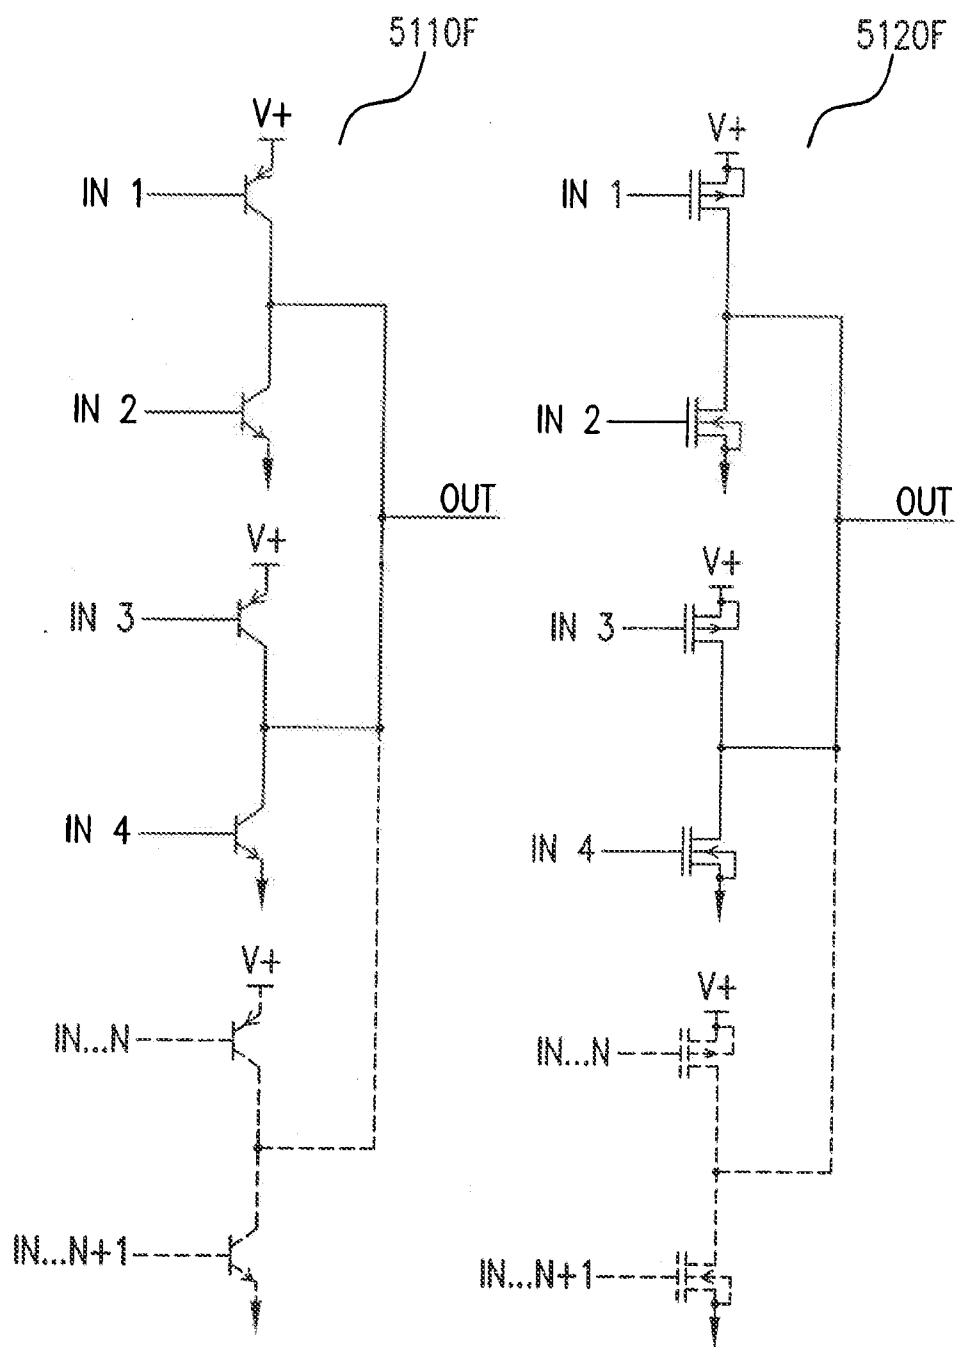 5110F
V+
IN 1
IN 2
OUT
V+
IN 3
IN 4
V+
IN...N
IN...N+1
5120F
V+
IN 1
IN 2
OUT
V+
IN 3
IN 4
V+
IN...N
IN...N+1